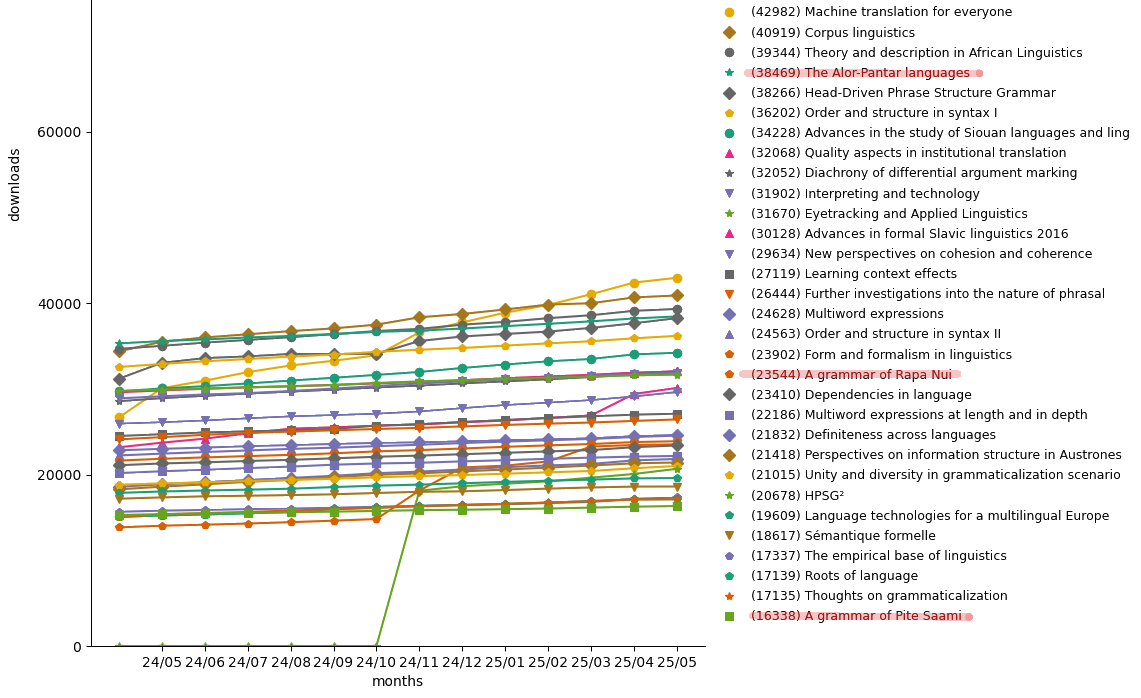 (42982) Machine translation for everyone
(40919) Corpus linguistics
(39344) Theory and description in African Linguistics
(38469) The Alor-Pantar languages
(38266) Head-Driven Phrase Structure Grammar
(36202) Order and structure in syntax I
(34228) Advances in the study of Siouan languages and ling
(32068) Quality aspects in institutional translation
(32052) Diachrony of differential argument marking
(31902) Interpreting and technology
(31670) Eyetracking and Applied Linguistics
(30128) Advances in formal Slavic linguistics 2016
(29634) New perspectives on cohesion and coherence
(27119) Learning context effects
(26444) Further investigations into the nature of phrasal
(24628) Multiword expressions
(24563) Order and structure in syntax II
(23902) Form and formalism in linguistics
(23544) A grammar of Rapa Nui
(23410) Dependencies in language
(22186) Multiword expressions at length and in depth
(21832) Definiteness across languages
(21418) Perspectives on information structure in Austrones
(21015) Unity and diversity in grammaticalization scenario
(20678) HPSG²
(19609) Language technologies for a multilingual Europe
(18617) Sémantique formelle
(17337) The empirical base of linguistics
(17139) Roots of language
(17135) Thoughts on grammaticalization
(16338) A grammar of Pite Saami
downloads
60000
40000
20000
0
24/05 24/06 24/07 24/08 24/09 24/10 24/11 24/12 25/01 25/02 25/03 25/04 25/05
months